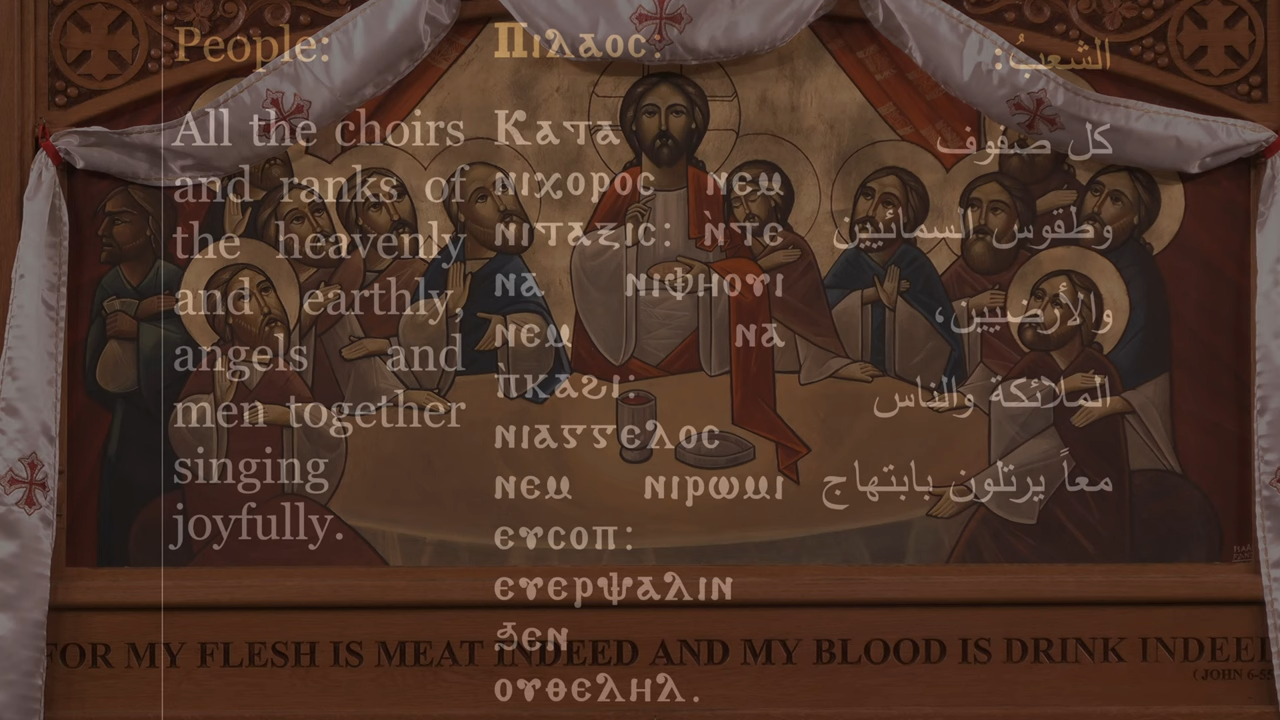 People:
All the choirs
and ranks of
the heavenly
and earthly,
angels and
men together
singing
joyfully.
Ⲡⲓⲗⲁⲟⲥ:
Ⲕⲁⲧⲁ
ⲛⲓⲭⲟⲣⲟⲥ ⲛⲉⲙ
ⲛⲓⲧⲁⲝⲓⲥ: ⲛ̀ⲧⲉ
ⲛⲁ ⲛⲓⲫⲏⲟⲩⲓ
ⲛⲉⲙ ⲛⲁ
ⲡ̀ⲕⲁϩⲓ:
ⲛⲓⲁⲅⲅⲉⲗⲟⲥ
ⲛⲉⲙ ⲛⲓⲣⲱⲙⲓ
ⲉⲩⲥⲟⲡ:
ⲉⲩⲉⲣⲯⲁⲗⲓⲛ
ϧⲉⲛ
ⲟⲩⲑⲉⲗⲏⲗ.
الشعبُ:
كل صفوف
وطقوس السمائيين
والأرضيين،
الملائكة والناس
معاً يرتلون بابتهاج
FOR MY FLESH IS MEAT INDEED AND MY BLOOD IS DRINK INDEED